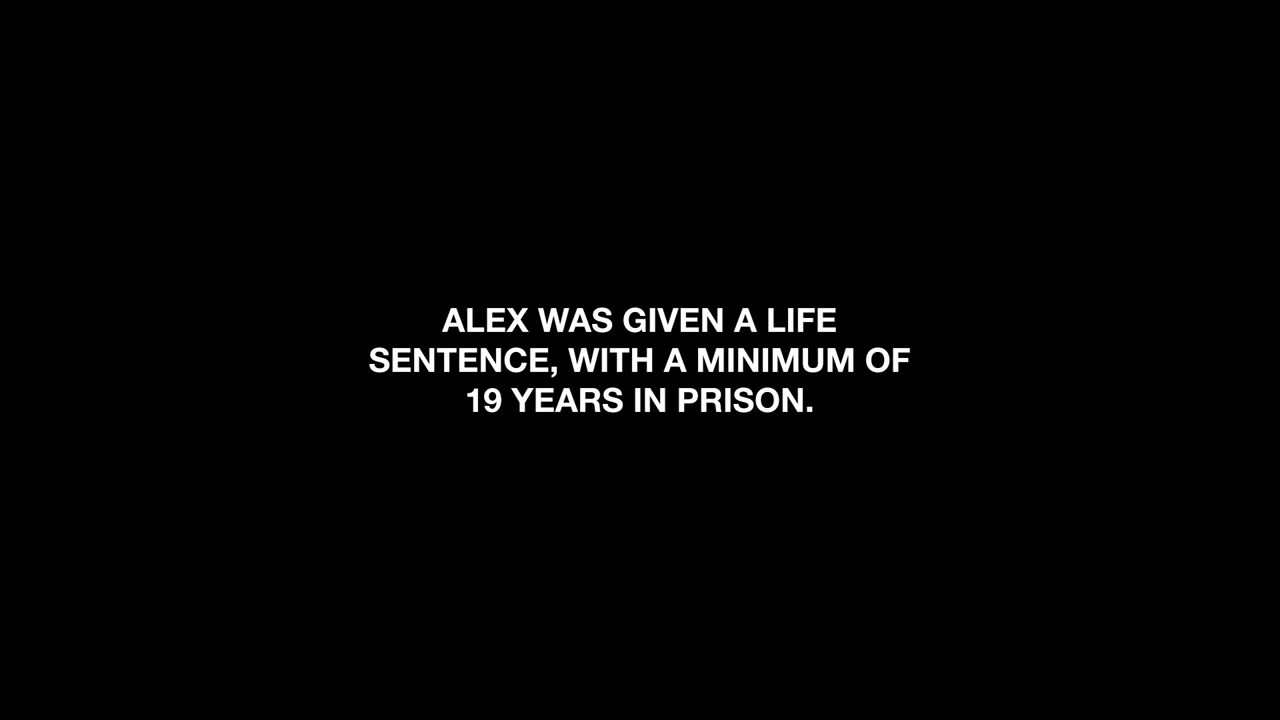 ALEX WAS GIVEN A LIFE
SENTENCE, WITH A MINIMUM OF
19 YEARS IN PRISON.